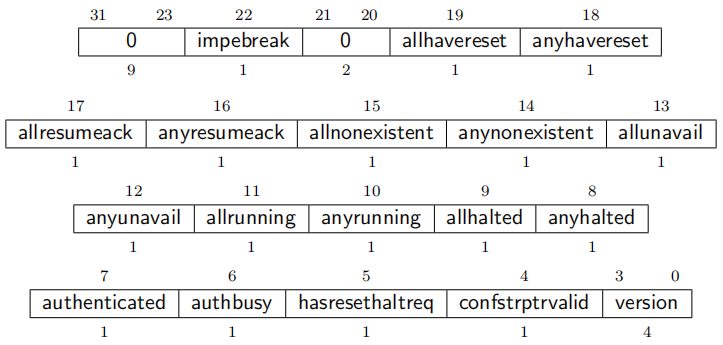 31 23 22 21 20 19 18
0 impebreak 0 allhavereset anyhavereset
9 1 2 1 1
17 16 15 14 13
allresumeack anyresumeack allnonexistent anynonexistent allunavail
1 1 1 1 1
12 11 10 9 8
anyunavail allrunning anyrunning allhalted anyhalted
1 1 1 1 1
7 6 5 4 3 0
authenticated authbusy hasresethaltreq confstrptrvalid version
1 1 1 1 4